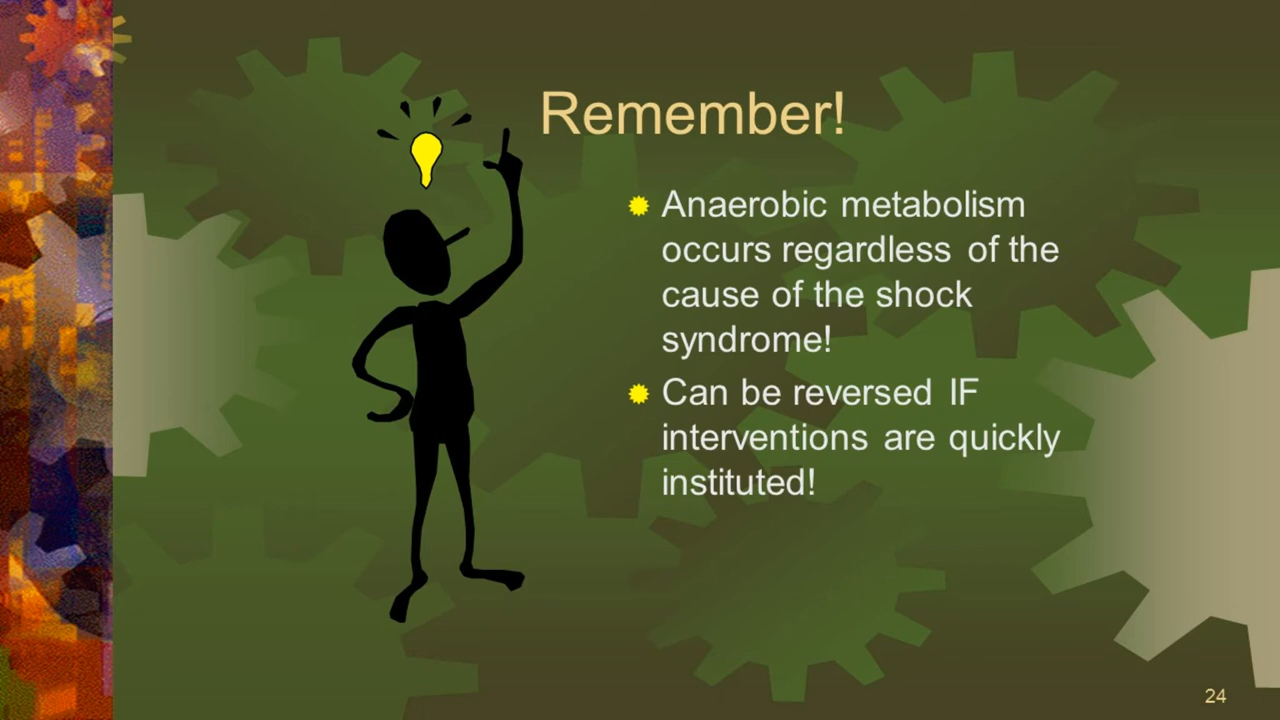 Remember!
Anaerobic metabolism
occurs regardless of the
cause of the shock
syndrome!
Can be reversed IF
interventions are quickly
instituted!
24